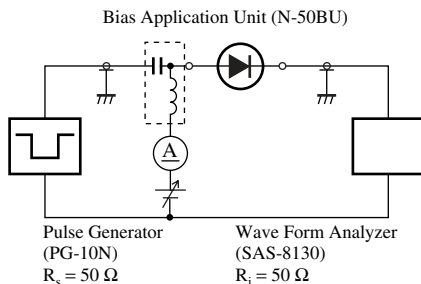 Bias Application Unit (N-50BU)
A
Pulse Generator
(PG-10N)
Rs = 50 Ω
Wave Form Analyzer
(SAS-8130)
Ri = 50 Ω